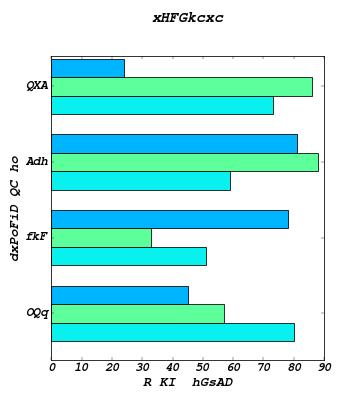 xHFGkcxc
dxPoFiD QC ho
QXA
Adh
fkF
OQq
0 10 20 30 40 50 60 70 80 90
R KI hGsAD